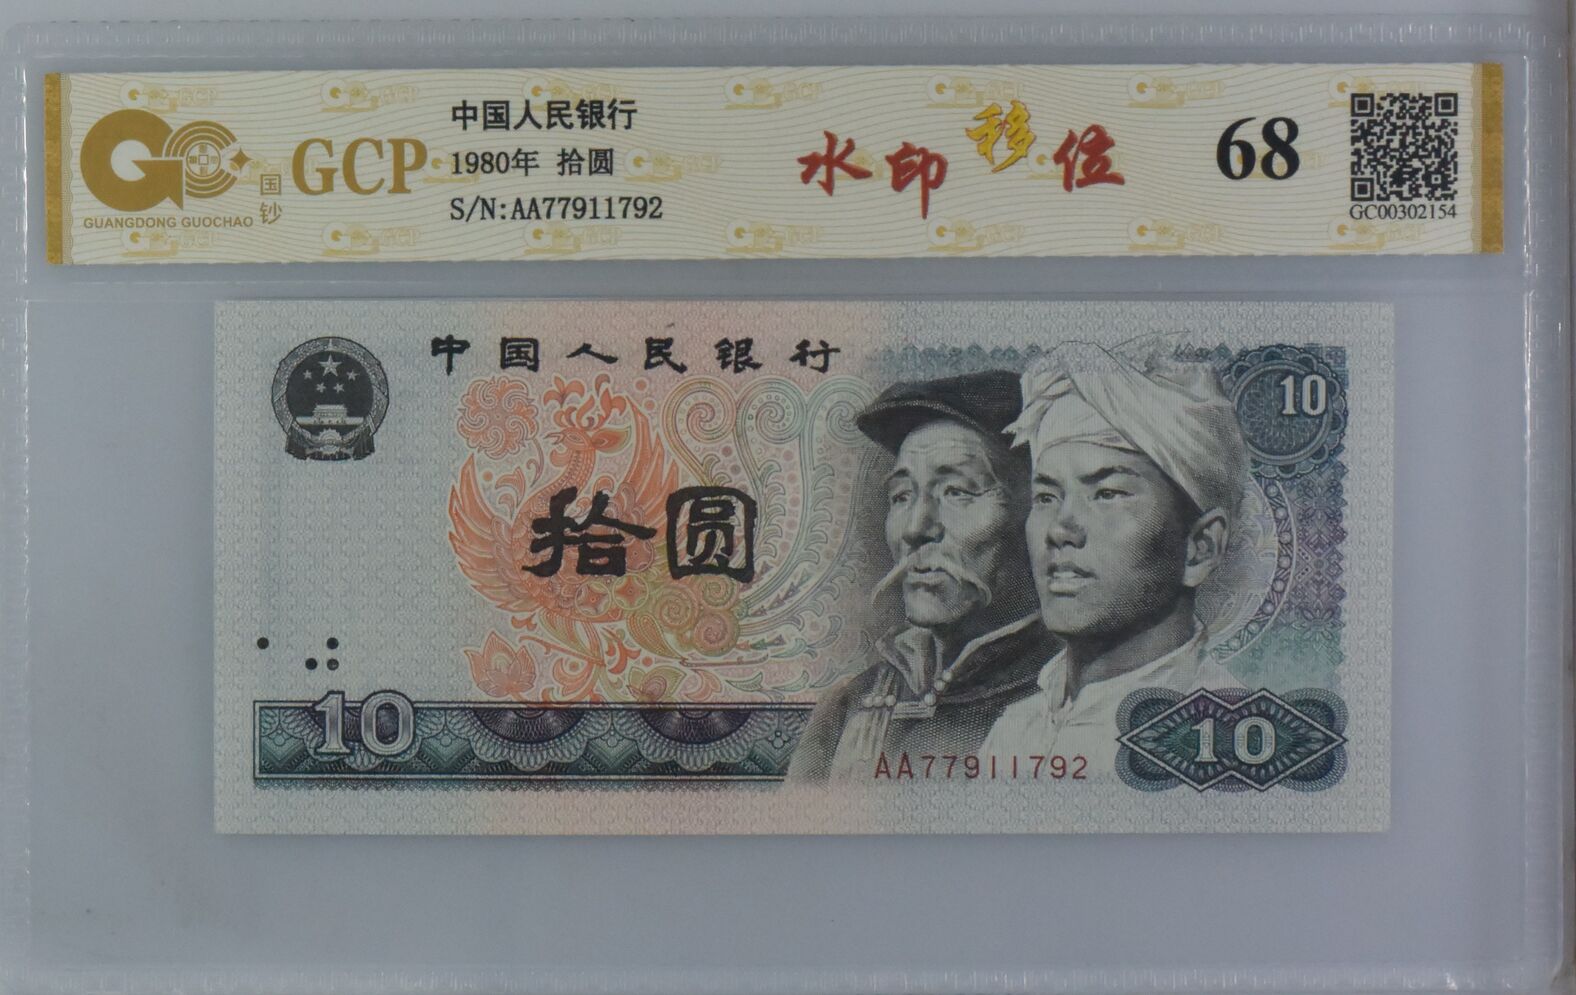 GUANGDONG GUOCHAO
国钞
GCP
中国人民银行
1980年 拾圆
S/N:AA77911792
水印移位
68
GC00302154
中国人民银行
10
拾圆
10
AA77911792
10